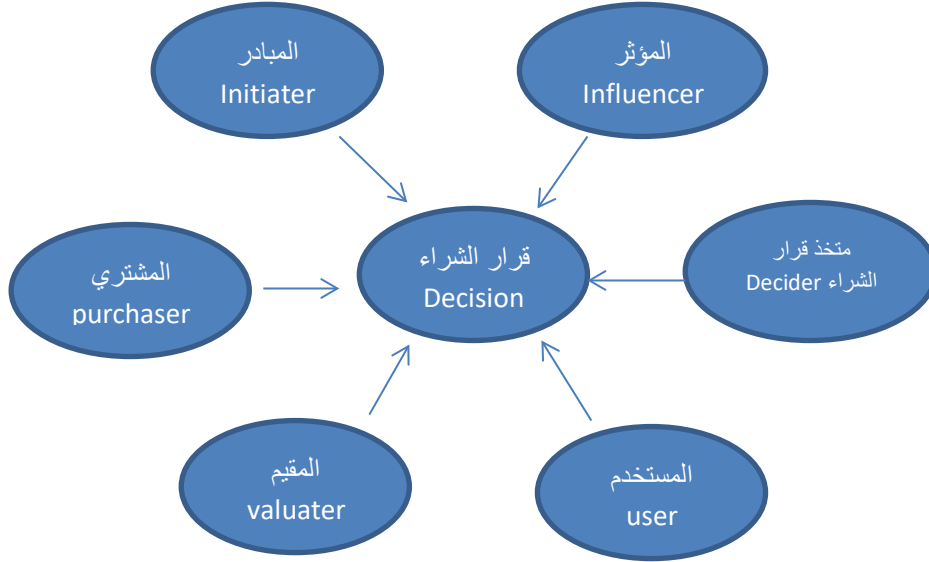 المبادر
Initiater
المؤثر
Influencer
قرار الشراء
Decision
متخذ قرار
الشراء Decider
المشتري
purchaser
المقيم
valuater
المستخدم
user